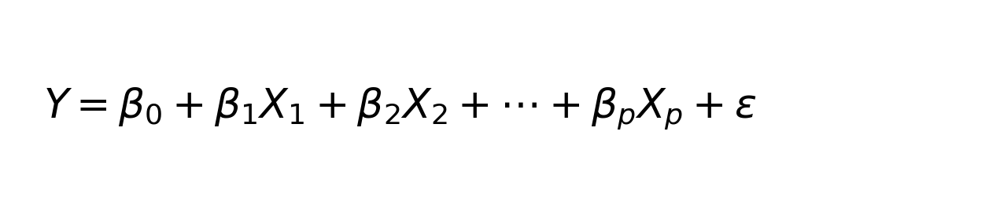 Y = β₀ + β₁X₁ + β₂X₂ + ⋯ + βₚXₚ + ε